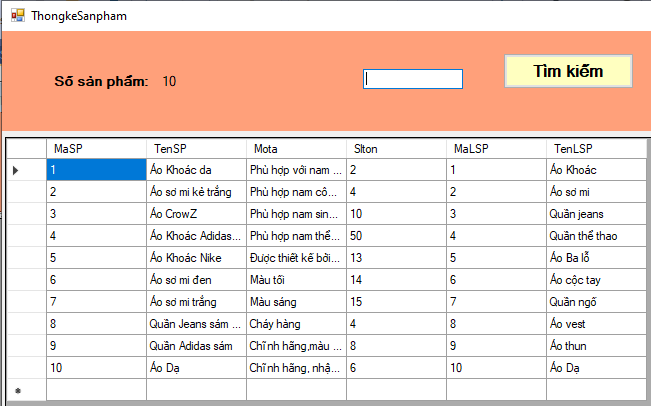 ThongkeSanpham
Số sản phẩm: 10 Tìm kiếm
MaSP TenSP Mota Slton MaLSP TenLSP
1 Áo Khoác da Phù hợp với nam ... 2 1 Áo Khoác
2 Áo sơ mi kẻ trắng Phù hợp nam cô... 4 2 Áo sơ mi
3 Áo CrowZ Phù hợp nam sin... 10 3 Quần jeans
4 Áo Khoác Adidas... Phù hợp nam thể... 50 4 Quần thể thao
5 Áo Khoác Nike Được thiết kế bởi... 13 5 Áo Ba lỗ
6 Áo sơ mi đen Màu tối 14 6 Áo cộc tay
7 Áo sơ mi trắng Màu sáng 15 7 Quần ngố
8 Quần Jeans sám ... Cháy hàng 4 8 Áo vest
9 Quần Adidas sám Chính hãng,màu ... 8 9 Áo thun
10 Áo Dạ Chính hãng, nhậ... 6 10 Áo Dạ